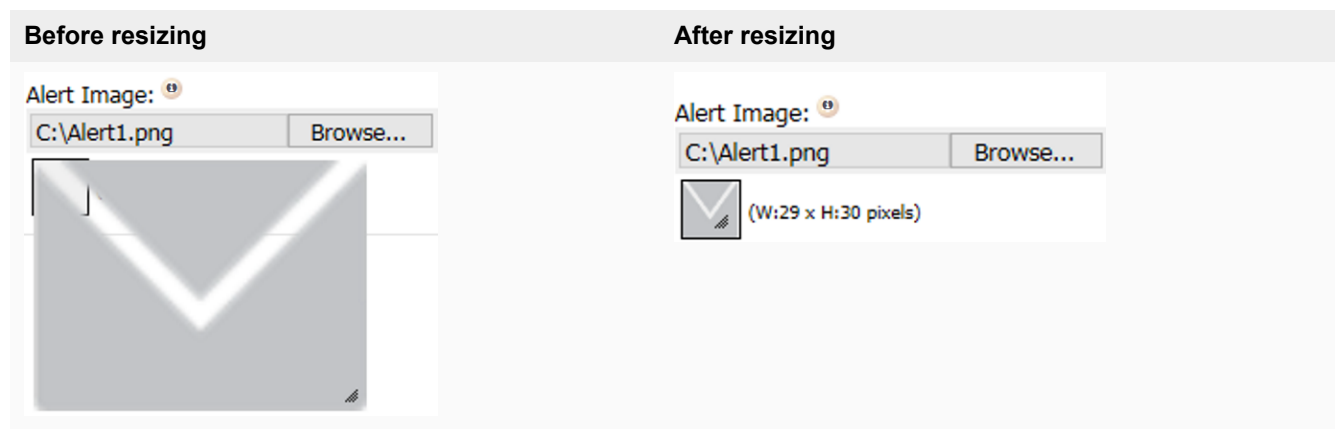 Before resizing
After resizing
Alert Image:
C:\Alert1.png
Browse...
Alert Image:
C:\Alert1.png
Browse...
(W:29 x H:30 pixels)